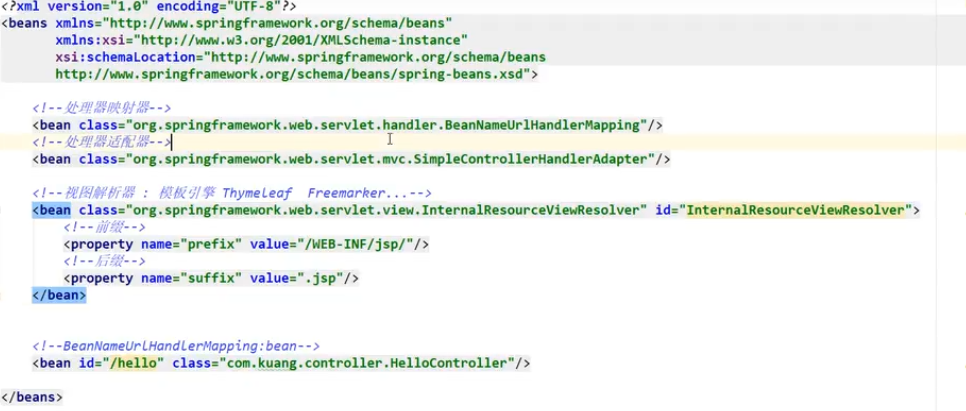 <?xml version="1.0" encoding="UTF-8"?>
<beans xmlns="http://www.springframework.org/schema/beans"
xmlns:xsi="http://www.w3.org/2001/XMLSchema-instance"
xsi:schemaLocation="http://www.springframework.org/schema/beans
http://www.springframework.org/schema/beans/spring-beans.xsd">
<!--处理器映射器-->
<bean class="org.springframework.web.servlet.handler.BeanNameUrlHandlerMapping"/>
<!--处理器适配器-->
<bean class="org.springframework.web.servlet.mvc.SimpleControllerHandlerAdapter"/>
<!--视图解析器 : 模板引擎 Thymeleaf  Freemarker...-->
<bean class="org.springframework.web.servlet.view.InternalResourceViewResolver" id="InternalResourceViewResolver">
<!--前缀-->
<property name="prefix" value="/WEB-INF/jsp/"/>
<!--后缀-->
<property name="suffix" value=".jsp"/>
</bean>
<!--BeanNameUrlHandlerMapping:bean-->
<bean id="/hello" class="com.kuang.controller.HelloController"/>
</beans>